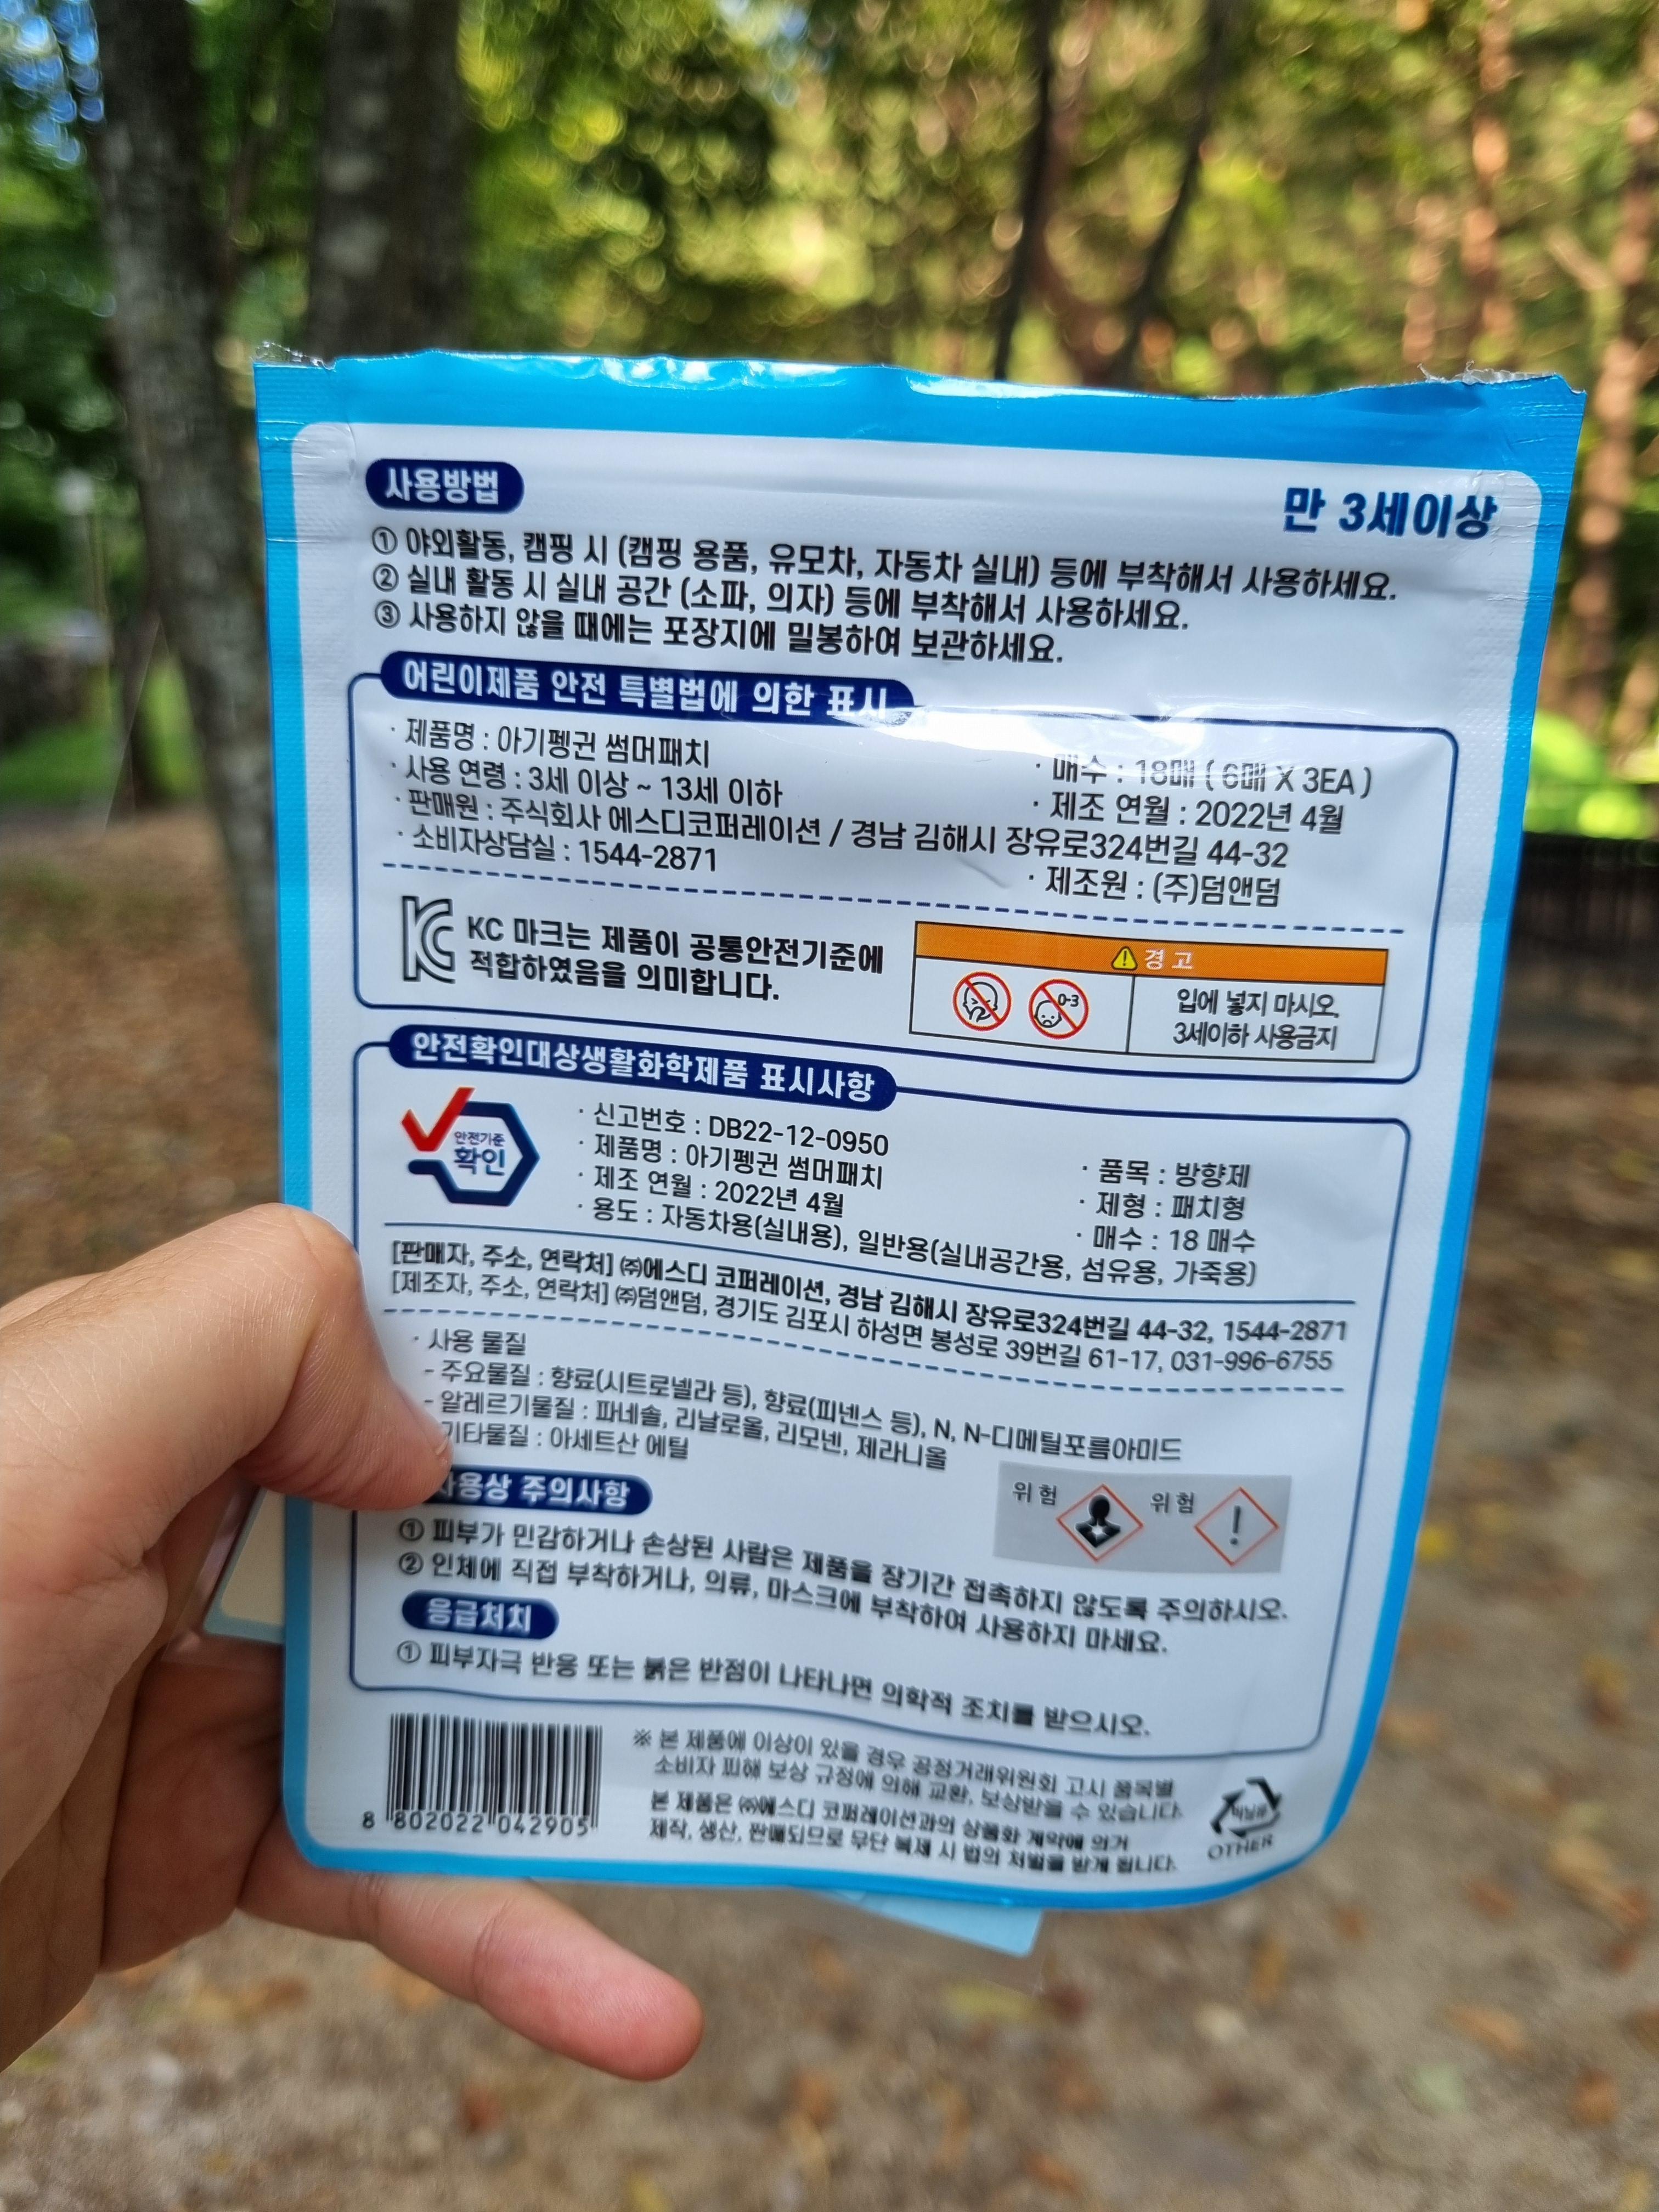 사용방법
만 3세이상
① 야외활동, 캠핑 시 (캠핑 용품, 유모차, 자동차 실내) 등에 부착해서 사용하세요.
② 실내 활동 시 실내 공간 (소파, 의자) 등에 부착해서 사용하세요.
③ 사용하지 않을 때에는 포장지에 밀봉하여 보관하세요.
어린이제품 안전 특별법에 의한 표시
· 제품명 : 아기펭귄 썸머패치
· 매수 : 18매 ( 6매 X 3EA )
· 사용 연령 : 3세 이상 ~ 13세 이하
· 제조 연월 : 2022년 4월
· 판매원 : 주식회사 에스디코퍼레이션 / 경남 김해시 장유로324번길 44-32
· 소비자상담실 : 1544-2871
· 제조원 : (주)덤앤덤
KC 마크는 제품이 공통안전기준에
적합하였음을 의미합니다.
경고
0-3
입에 넣지 마시오.
3세이하 사용금지
안전확인대상생활화학제품 표시사항
안전기준
확인
· 신고번호 : DB22-12-0950
· 제품명 : 아기펭귄 썸머패치
· 품목 : 방향제
· 제조 연월 : 2022년 4월
· 제형 : 패치형
· 매수 : 18 매수
· 용도 : 자동차용(실내용), 일반용(실내공간용, 섬유용, 가죽용)
[판매자, 주소, 연락처] ㈜에스디 코퍼레이션, 경남 김해시 장유로324번길 44-32, 1544-2871
[제조자, 주소, 연락처] ㈜덤앤덤, 경기도 김포시 하성면 봉성로 39번길 61-17, 031-996-6755
· 사용 물질
- 주요물질 : 향료(시트로넬라 등), 향료(피넨스 등), N, N-디메틸포름아미드
- 알레르기물질 : 파네솔, 리날로올, 리모넨, 제라니올
기타물질 : 아세트산 에틸
위험
위험
!
사용상 주의사항
① 피부가 민감하거나 손상된 사람은 제품을 장기간 접촉하지 않도록 주의하시오.
② 인체에 직접 부착하거나, 의류, 마스크에 부착하여 사용하지 마세요.
응급처치
① 피부자극 반응 또는 붉은 반점이 나타나면 의학적 조치를 받으시오.
8 802022 042905
※ 본 제품에 이상이 있을 경우 공정거래위원회 고시 품목별
소비자 피해 보상 규정에 의해 교환, 보상받을 수 있습니다.
본 제품은 ㈜에스디 코퍼레이션과의 상품화 계약에 의거
제작, 생산, 판매되므로 무단 복제 시 법의 처벌을 받게 됩니다.
비닐류
OTHER